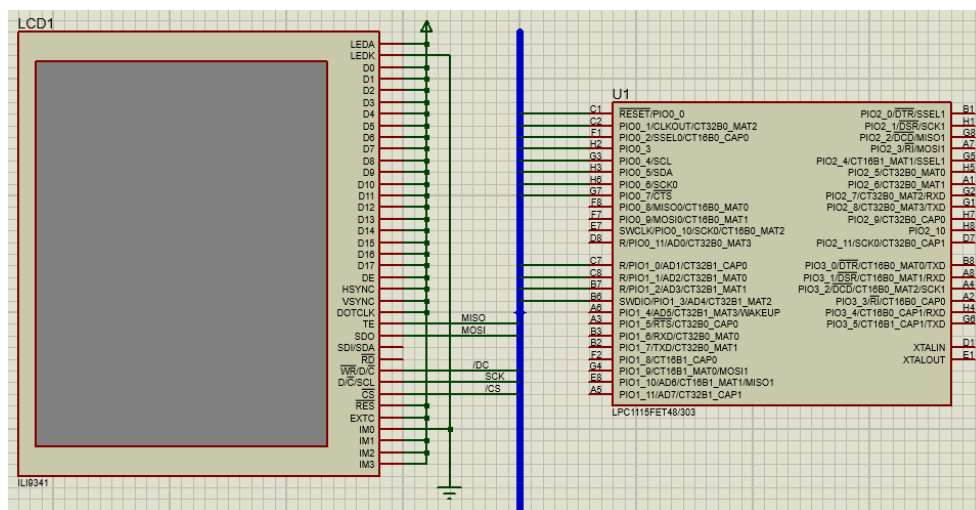 LCD1
LEDA
LEDK
D0
D1
D2
D3
D4
D5
D6
D7
D8
D9
D10
D11
D12
D13
D14
D15
D16
D17
DE
HSYNC
VSYNC
DOTCLK
TE
SDO
SDI/SDA
RD
WR/D/C
D/C/SCL
CS
RES
EXTC
IM0
IM1
IM2
IM3
ILI9341
MISO
MOSI
/DC
SCK
/CS
U1
C1 RESET/PIO0_0
C2 PIO0_1/CLKOUT/CT32B0_MAT2
F1 PIO0_2/SSEL0/CT16B0_CAP0
H2 PIO0_3
G3 PIO0_4/SCL
H3 PIO0_5/SDA
H6 PIO0_6/SCK0
G7 PIO0_7/CTS
F8 PIO0_8/MISO0/CT16B0_MAT0
F7 PIO0_9/MOSI0/CT16B0_MAT1
E7 SWCLK/PIO0_10/SCK0/CT16B0_MAT2
D8 R/PIO0_11/AD0/CT32B0_MAT3
C7 R/PIO1_0/AD1/CT32B1_CAP0
C8 R/PIO1_1/AD2/CT32B1_MAT0
B7 R/PIO1_2/AD3/CT32B1_MAT1
B6 SWDIO/PIO1_3/AD4/CT32B1_MAT2
A6 PIO1_4/AD5/CT32B1_MAT3/WAKEUP
A3 PIO1_5/RTS/CT32B0_CAP0
B3 PIO1_6/RXD/CT32B0_MAT0
B2 PIO1_7/TXD/CT32B0_MAT1
F2 PIO1_8/CT16B1_CAP0
G4 PIO1_9/CT16B1_MAT0/MOSI1
E8 PIO1_10/AD6/CT16B1_MAT1/MISO1
A5 PIO1_11/AD7/CT32B1_CAP1
PIO2_0/DTR/SSEL1 B1
PIO2_1/DSR/SCK1 H1
PIO2_2/DCD/MISO1 G8
PIO2_3/RI/MOSI1 A7
PIO2_4/CT16B1_MAT1/SSEL1 G5
PIO2_5/CT32B0_MAT0 H5
PIO2_6/CT32B0_MAT1 A1
PIO2_7/CT32B0_MAT2/RXD G2
PIO2_8/CT32B0_MAT3/TXD G1
PIO2_9/CT32B0_CAP0 H7
PIO2_10 H8
PIO2_11/SCK0/CT32B0_CAP1 D7
PIO3_0/DTR/CT16B0_MAT0/TXD B8
PIO3_1/DSR/CT16B0_MAT1/RXD A8
PIO3_2/DCD/CT16B0_MAT2/SCK1 A4
PIO3_3/RI/CT16B0_CAP0 A2
PIO3_4/CT16B0_CAP1/RXD H4
PIO3_5/CT16B1_CAP1/TXD G6
XTALIN D1
XTALOUT E1
LPC1115FET48/303